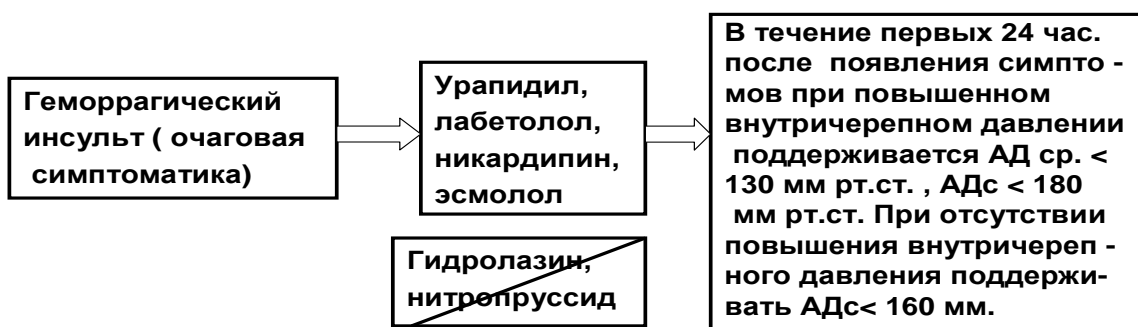 Геморрагический
инсульт ( очаговая
симптоматика)
Урапидил,
лабетолол,
никардипин,
эсмолол
Гидролазин,
нитропруссид
В течение первых 24 час.
после появления симпто -
мов при повышенном
внутричерепном давлении
поддерживается АД ср. <
130 мм рт.ст. , АДс < 180
мм рт.ст. При отсутствии
повышения внутричереп -
ного давления поддержи-
вать АДс< 160 мм.